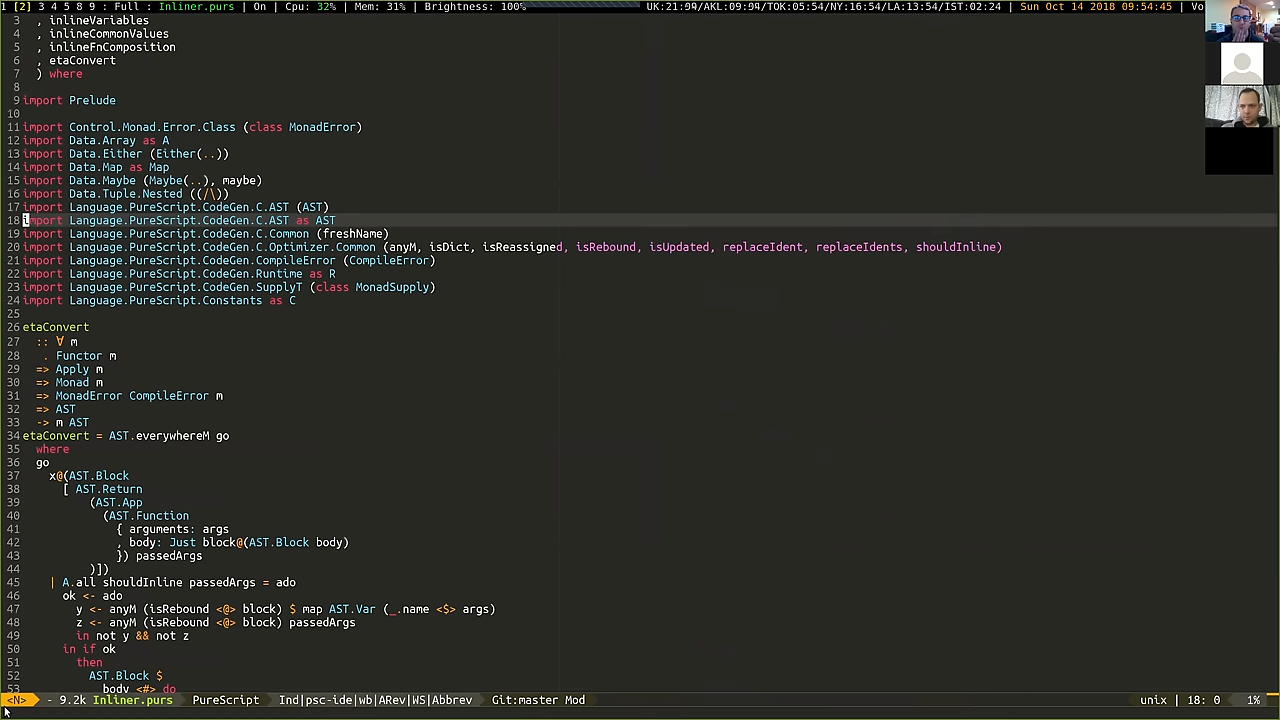 1 [2] 3 4 5 8 9 : Full : Inliner.purs | On | Cpu: 32% | Mem: 31% | Brightness: 100% UK:21:54/AKL:09:54/TOK:05:54/NY:16:54/LA:13:54/IST:02:24 | Sun Oct 14 2018 09:54:45 | Vo
3 , inlineVariables
4 , inlineCommonValues
5 , inlineFnComposition
6 , etaConvert
7 ) where
8
9 import Prelude
10
11 import Control.Monad.Error.Class (class MonadError)
12 import Data.Array as A
13 import Data.Either (Either(..))
14 import Data.Map as Map
15 import Data.Maybe (Maybe(..), maybe)
16 import Data.Tuple.Nested ((/\))
17 import Language.PureScript.CodeGen.C.AST (AST)
18 import Language.PureScript.CodeGen.C.AST as AST
19 import Language.PureScript.CodeGen.C.Common (freshName)
20 import Language.PureScript.CodeGen.C.Optimizer.Common (anyM, isDict, isReassigned, isRebound, isUpdated, replaceIdent, replaceIdents, shouldInline)
21 import Language.PureScript.CodeGen.CompileError (CompileError)
22 import Language.PureScript.CodeGen.Runtime as R
23 import Language.PureScript.CodeGen.SupplyT (class MonadSupply)
24 import Language.PureScript.Constants as C
25
26 etaConvert
27 :: ∀ m
28 . Functor m
29 => Apply m
30 => Monad m
31 => MonadError CompileError m
32 => AST
33 -> m AST
34 etaConvert = AST.everywhereM go
35 where
36 go
37 x@(AST.Block
38 [ AST.Return
39 (AST.App
40 (AST.Function
41 { arguments: args
42 , body: Just block@(AST.Block body)
43 }) passedArgs
44 )])
45 | A.all shouldInline passedArgs = ado
46 ok <- ado
47 y <- anyM (isRebound <@> block) $ map AST.Var (_.name <$> args)
48 z <- anyM (isRebound <@> block) passedArgs
49 in not y && not z
50 in if ok
51 then
52 AST.Block $
53 body <#> do
<N> - 9.2k Inliner.purs PureScript Ind|psc-ide|wb|ARev|WS|Abbrev Git:master Mod unix | 18: 0 1%